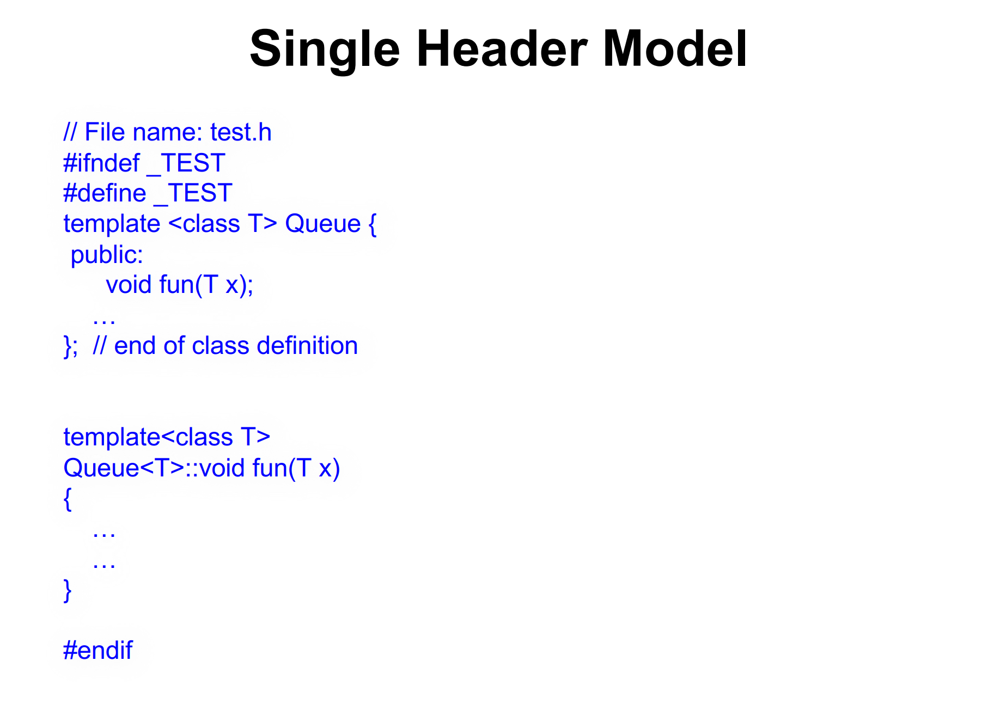 Single Header Model
// File name: test.h
#ifndef _TEST
#define _TEST
template <class T> Queue {
public:
void fun(T x);
…
};  // end of class definition
template<class T>
Queue<T>::void fun(T x)
{
…
…
}
#endif